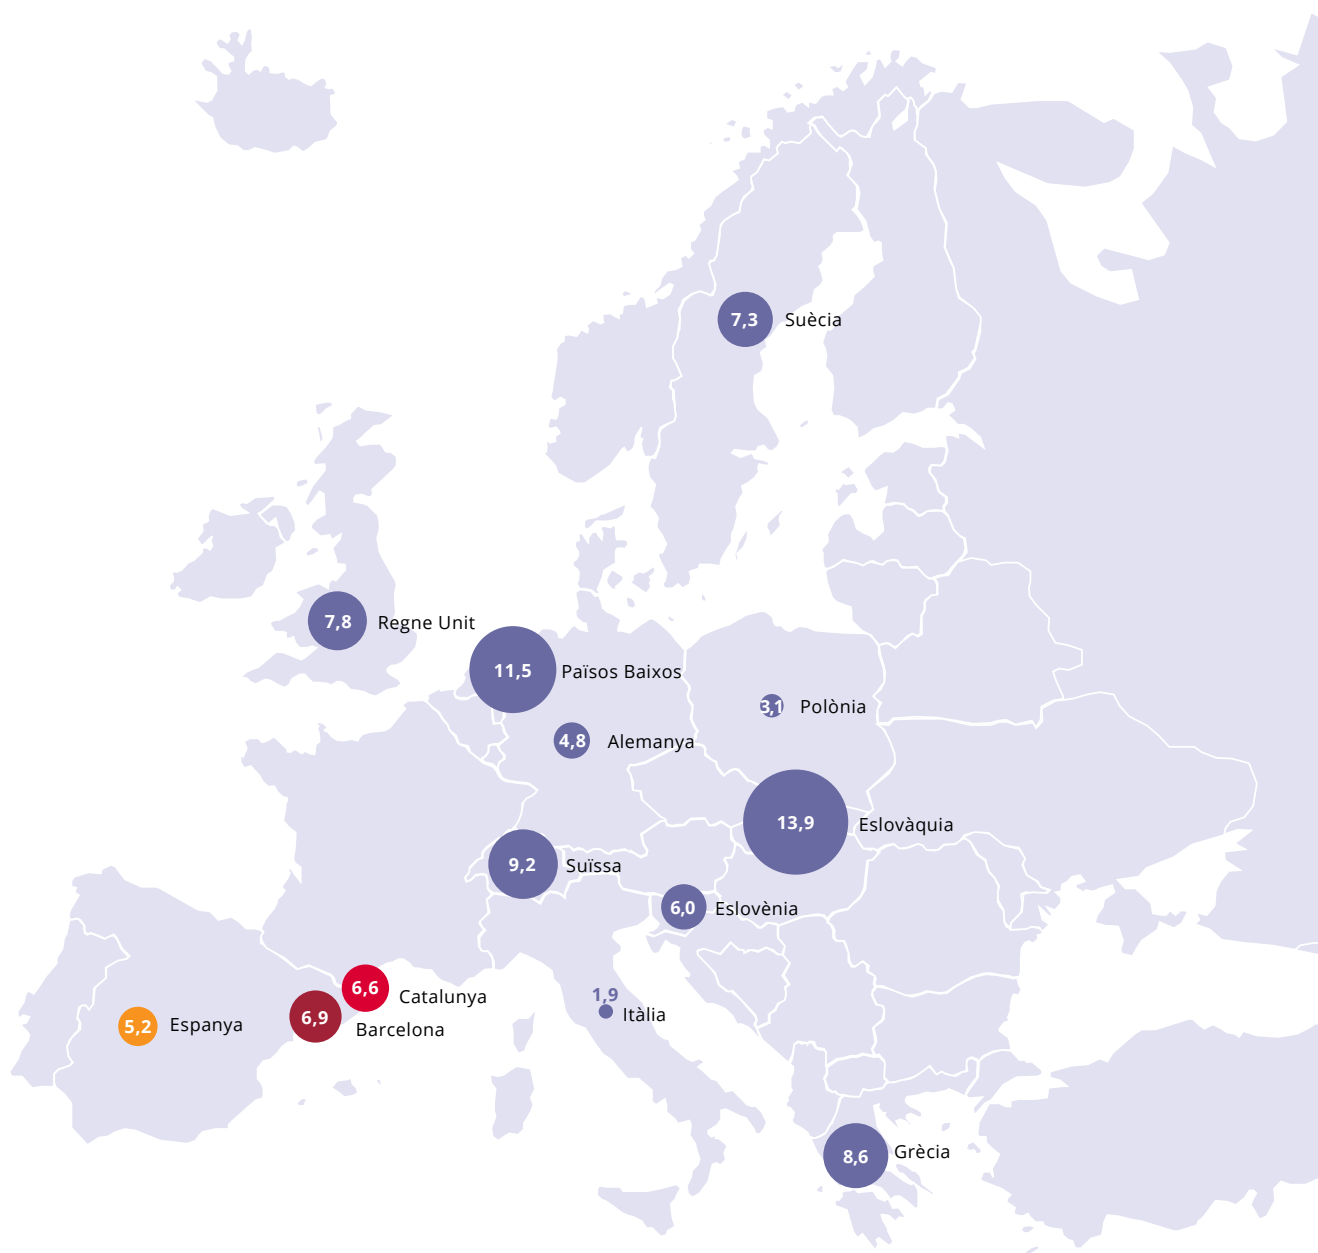 7,3 Suècia
7,8 Regne Unit
11,5 Països Baixos
3,1 Polònia
4,8 Alemanya
13,9 Eslovàquia
9,2 Suïssa
6,0 Eslovènia
6,6 Catalunya
1,9
Itàlia
6,9 Barcelona
5,2 Espanya
8,6 Grècia